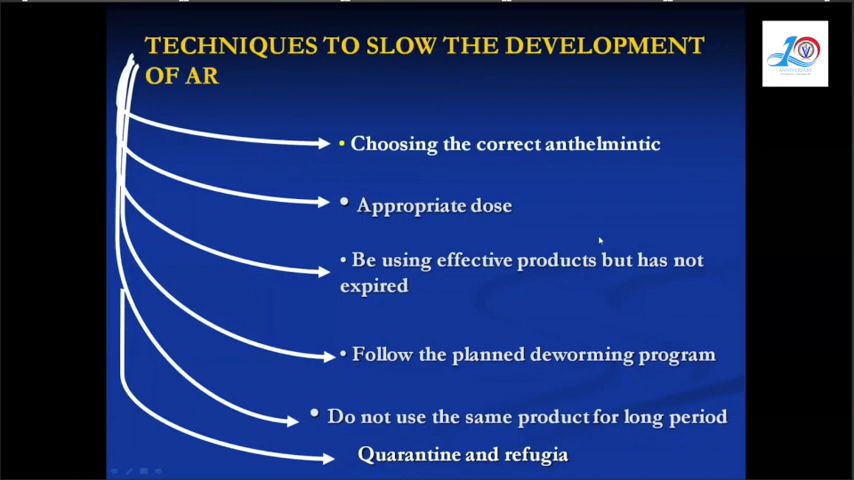 TECHNIQUES TO SLOW THE DEVELOPMENT
OF AR
• Choosing the correct anthelmintic
• Appropriate dose
• Be using effective products but has not
expired
• Follow the planned deworming program
• Do not use the same product for long period
Quarantine and refugia